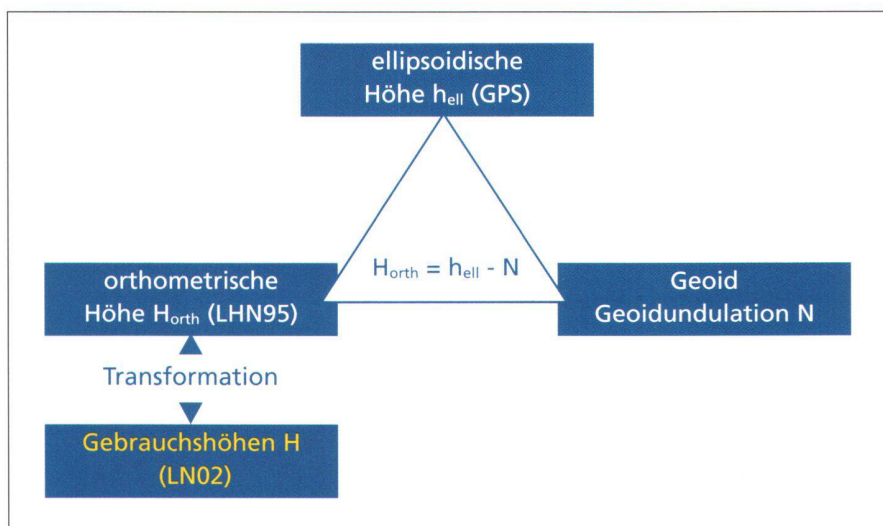 ellipsoidische
Höhe hell (GPS)
Horth = hell - N
orthometrische
Höhe Horth (LHN95)
Geoid
Geoidundulation N
Transformation
Gebrauchshöhen H
(LN02)